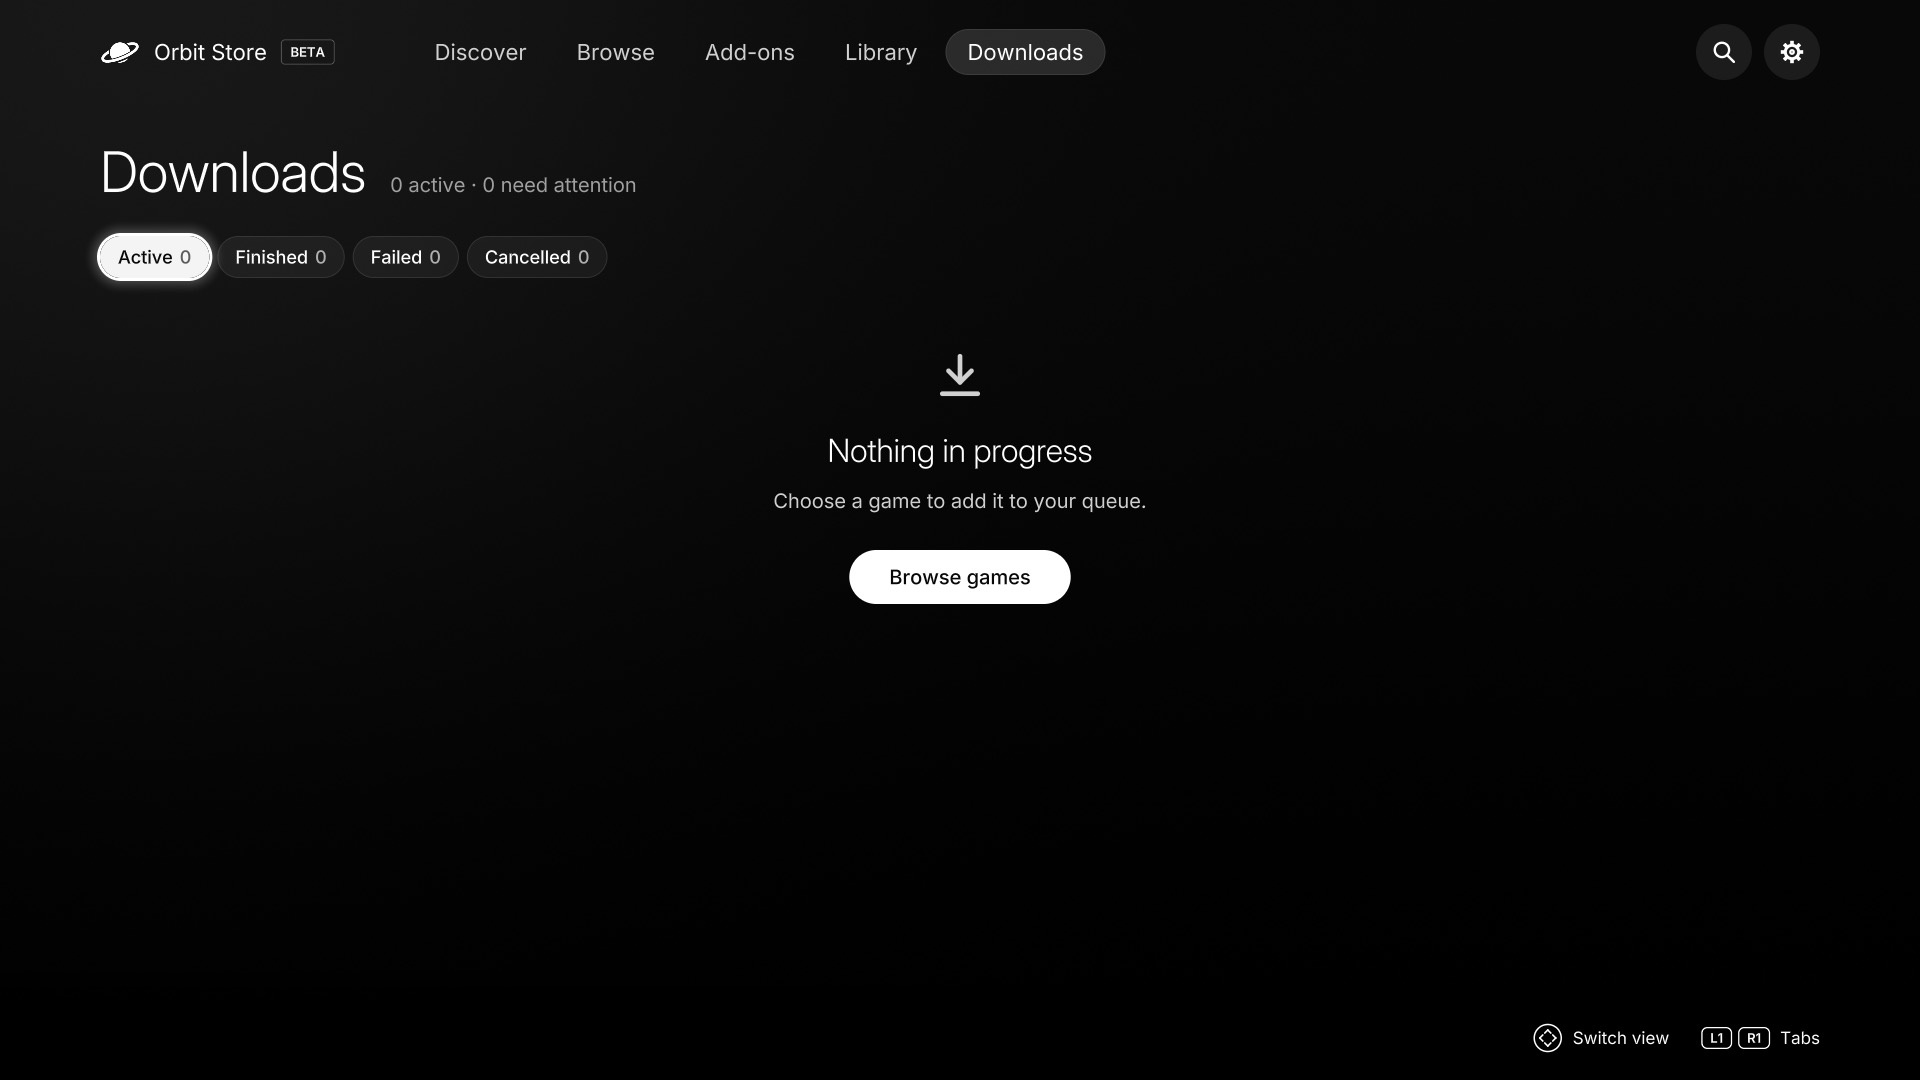 Orbit Store BETA Discover Browse Add-ons Library Downloads
Downloads 0 active · 0 need attention
Active 0 Finished 0 Failed 0 Cancelled 0
Nothing in progress
Choose a game to add it to your queue.
Browse games
Switch view L1 R1 Tabs